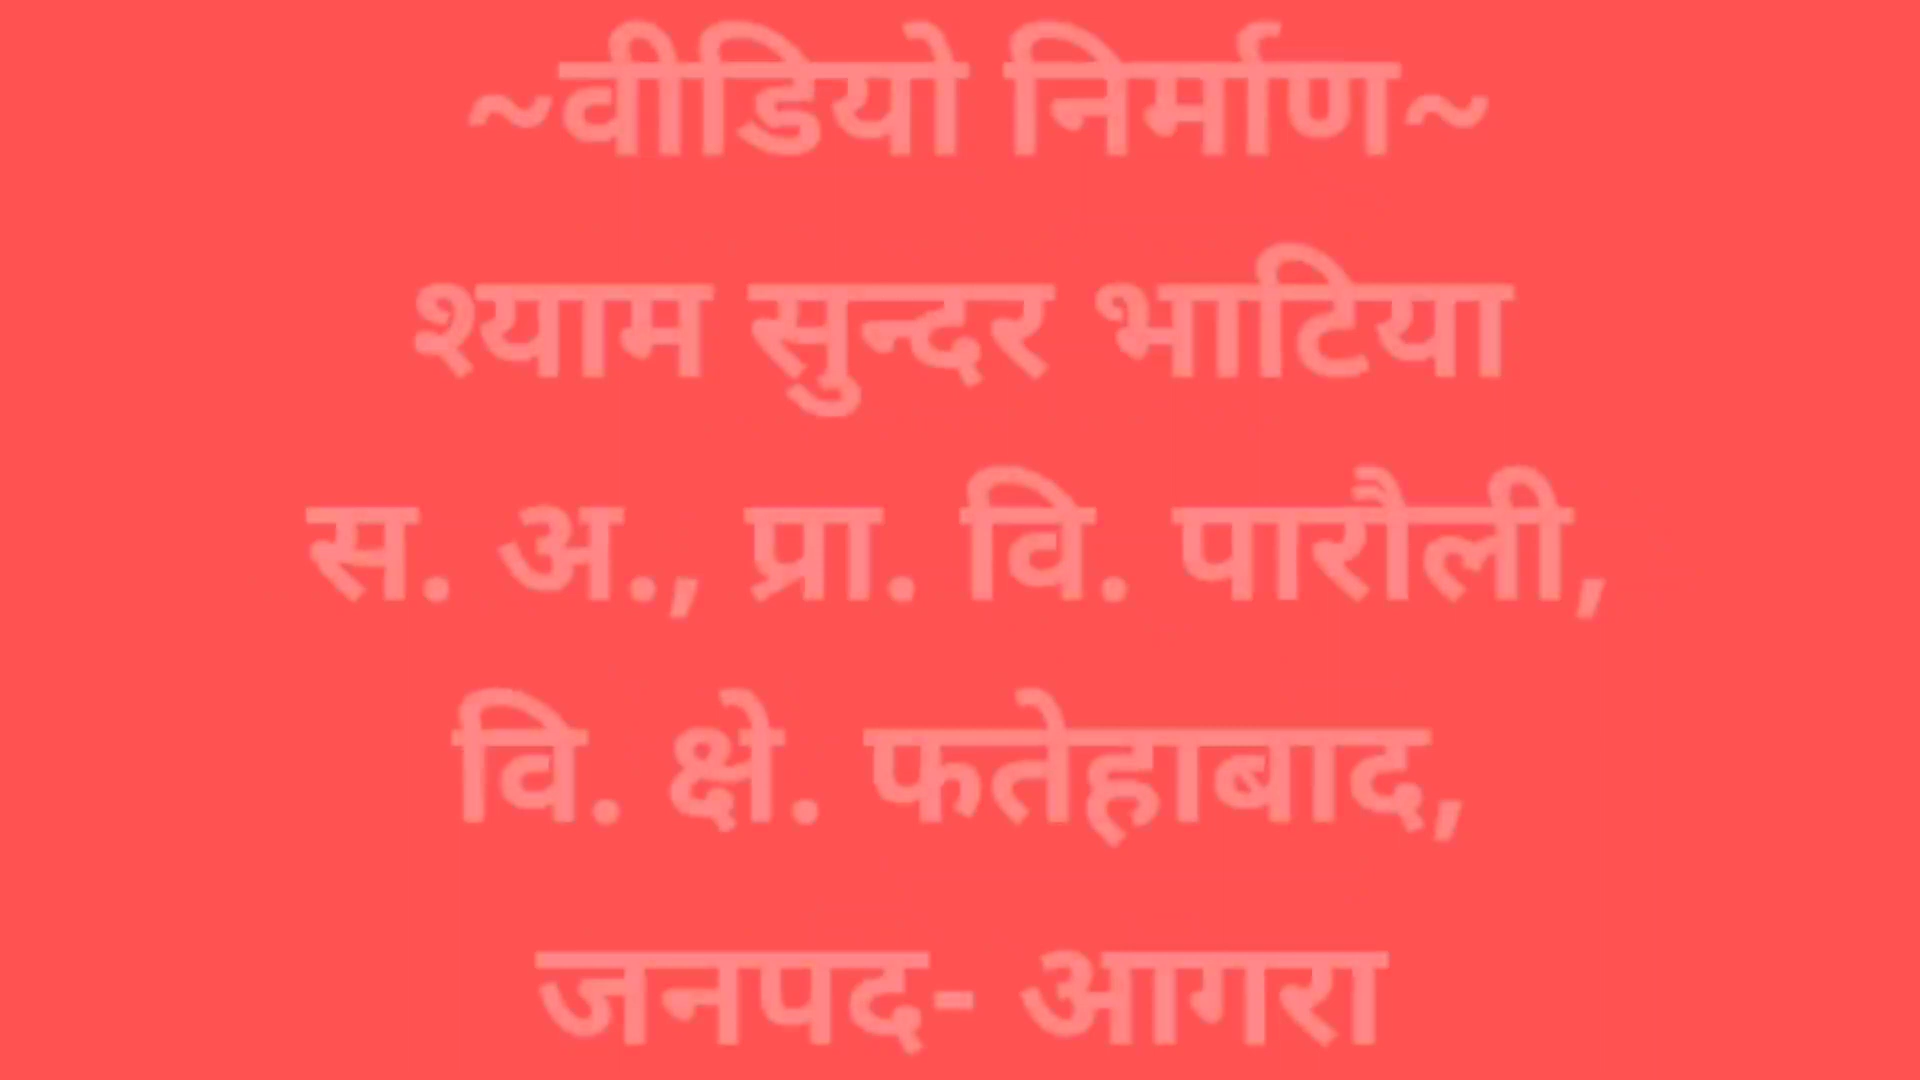 ~वीडियो निर्माण~
श्याम सुन्दर भाटिया
स. अ., प्रा. वि. पारौली,
वि. क्षे. फतेहाबाद,
जनपद- आगरा